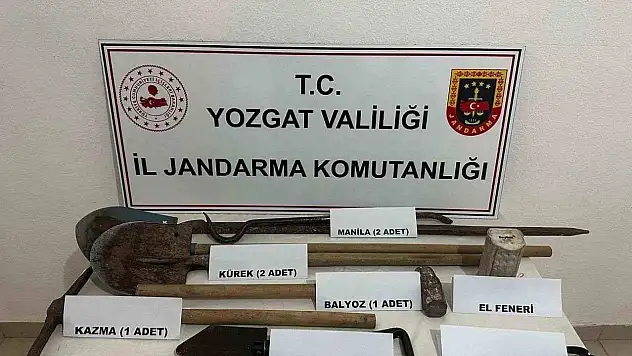 T.C.
YOZGAT VALİLİĞİ
İL JANDARMA KOMUTANLIĞI
JANDARMA
MANİLA (2 ADET)
KÜREK (2 ADET)
BALYOZ (1 ADET)
EL FENERİ
KAZMA (1 ADET)